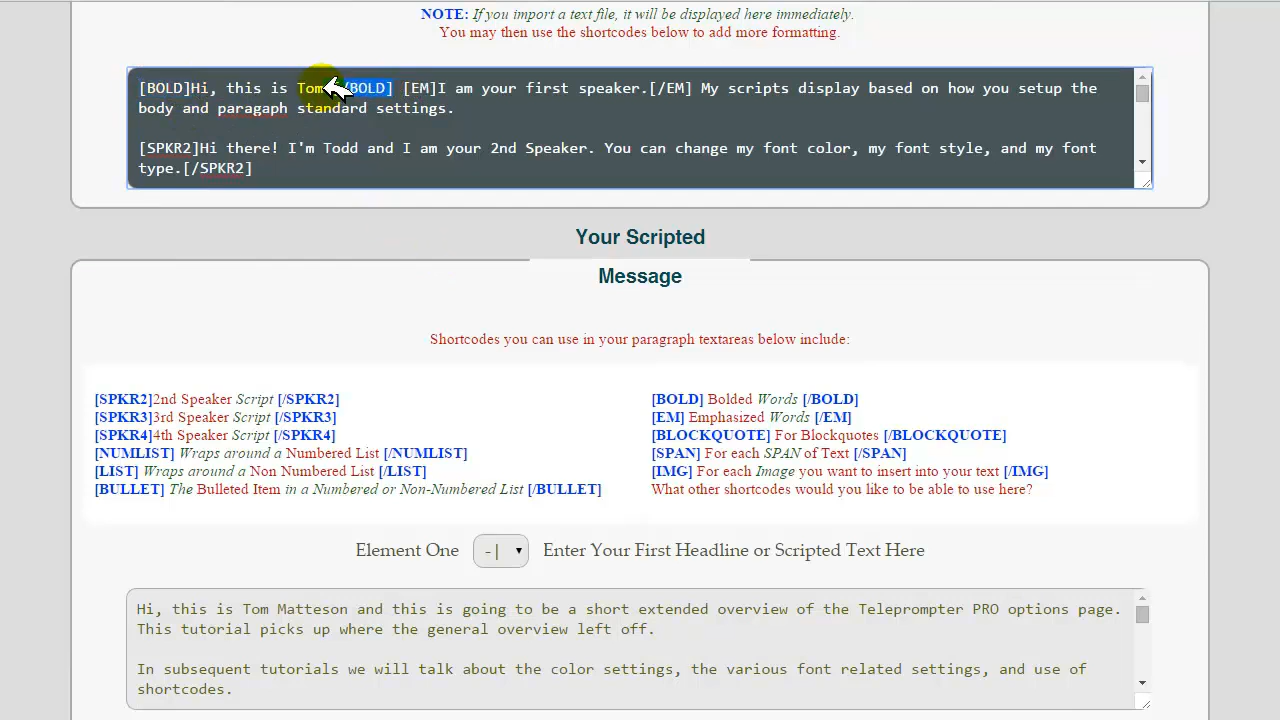 NOTE: If you import a text file, it will be displayed here immediately.
You may then use the shortcodes below to add more formatting.
[BOLD]Hi, this is Tom /BOLD] [EM]I am your first speaker.[/EM] My scripts display based on how you setup the
body and paragaph standard settings.
[SPKR2]Hi there! I'm Todd and I am your 2nd Speaker. You can change my font color, my font style, and my font
type.[/SPKR2]
Your Scripted
Message
Shortcodes you can use in your paragraph textareas below include:
[SPKR2]2nd Speaker Script [/SPKR2]
[SPKR3]3rd Speaker Script [/SPKR3]
[SPKR4]4th Speaker Script [/SPKR4]
[NUMLIST] Wraps around a Numbered List [/NUMLIST]
[LIST] Wraps around a Non Numbered List [/LIST]
[BULLET] The Bulleted Item in a Numbered or Non-Numbered List [/BULLET]
[BOLD] Bolded Words [/BOLD]
[EM] Emphasized Words [/EM]
[BLOCKQUOTE] For Blockquotes [/BLOCKQUOTE]
[SPAN] For each SPAN of Text [/SPAN]
[IMG] For each Image you want to insert into your text [/IMG]
What other shortcodes would you like to be able to use here?
Element One -| Enter Your First Headline or Scripted Text Here
Hi, this is Tom Matteson and this is going to be a short extended overview of the Teleprompter PRO options page.
This tutorial picks up where the general overview left off.
In subsequent tutorials we will talk about the color settings, the various font related settings, and use of
shortcodes.